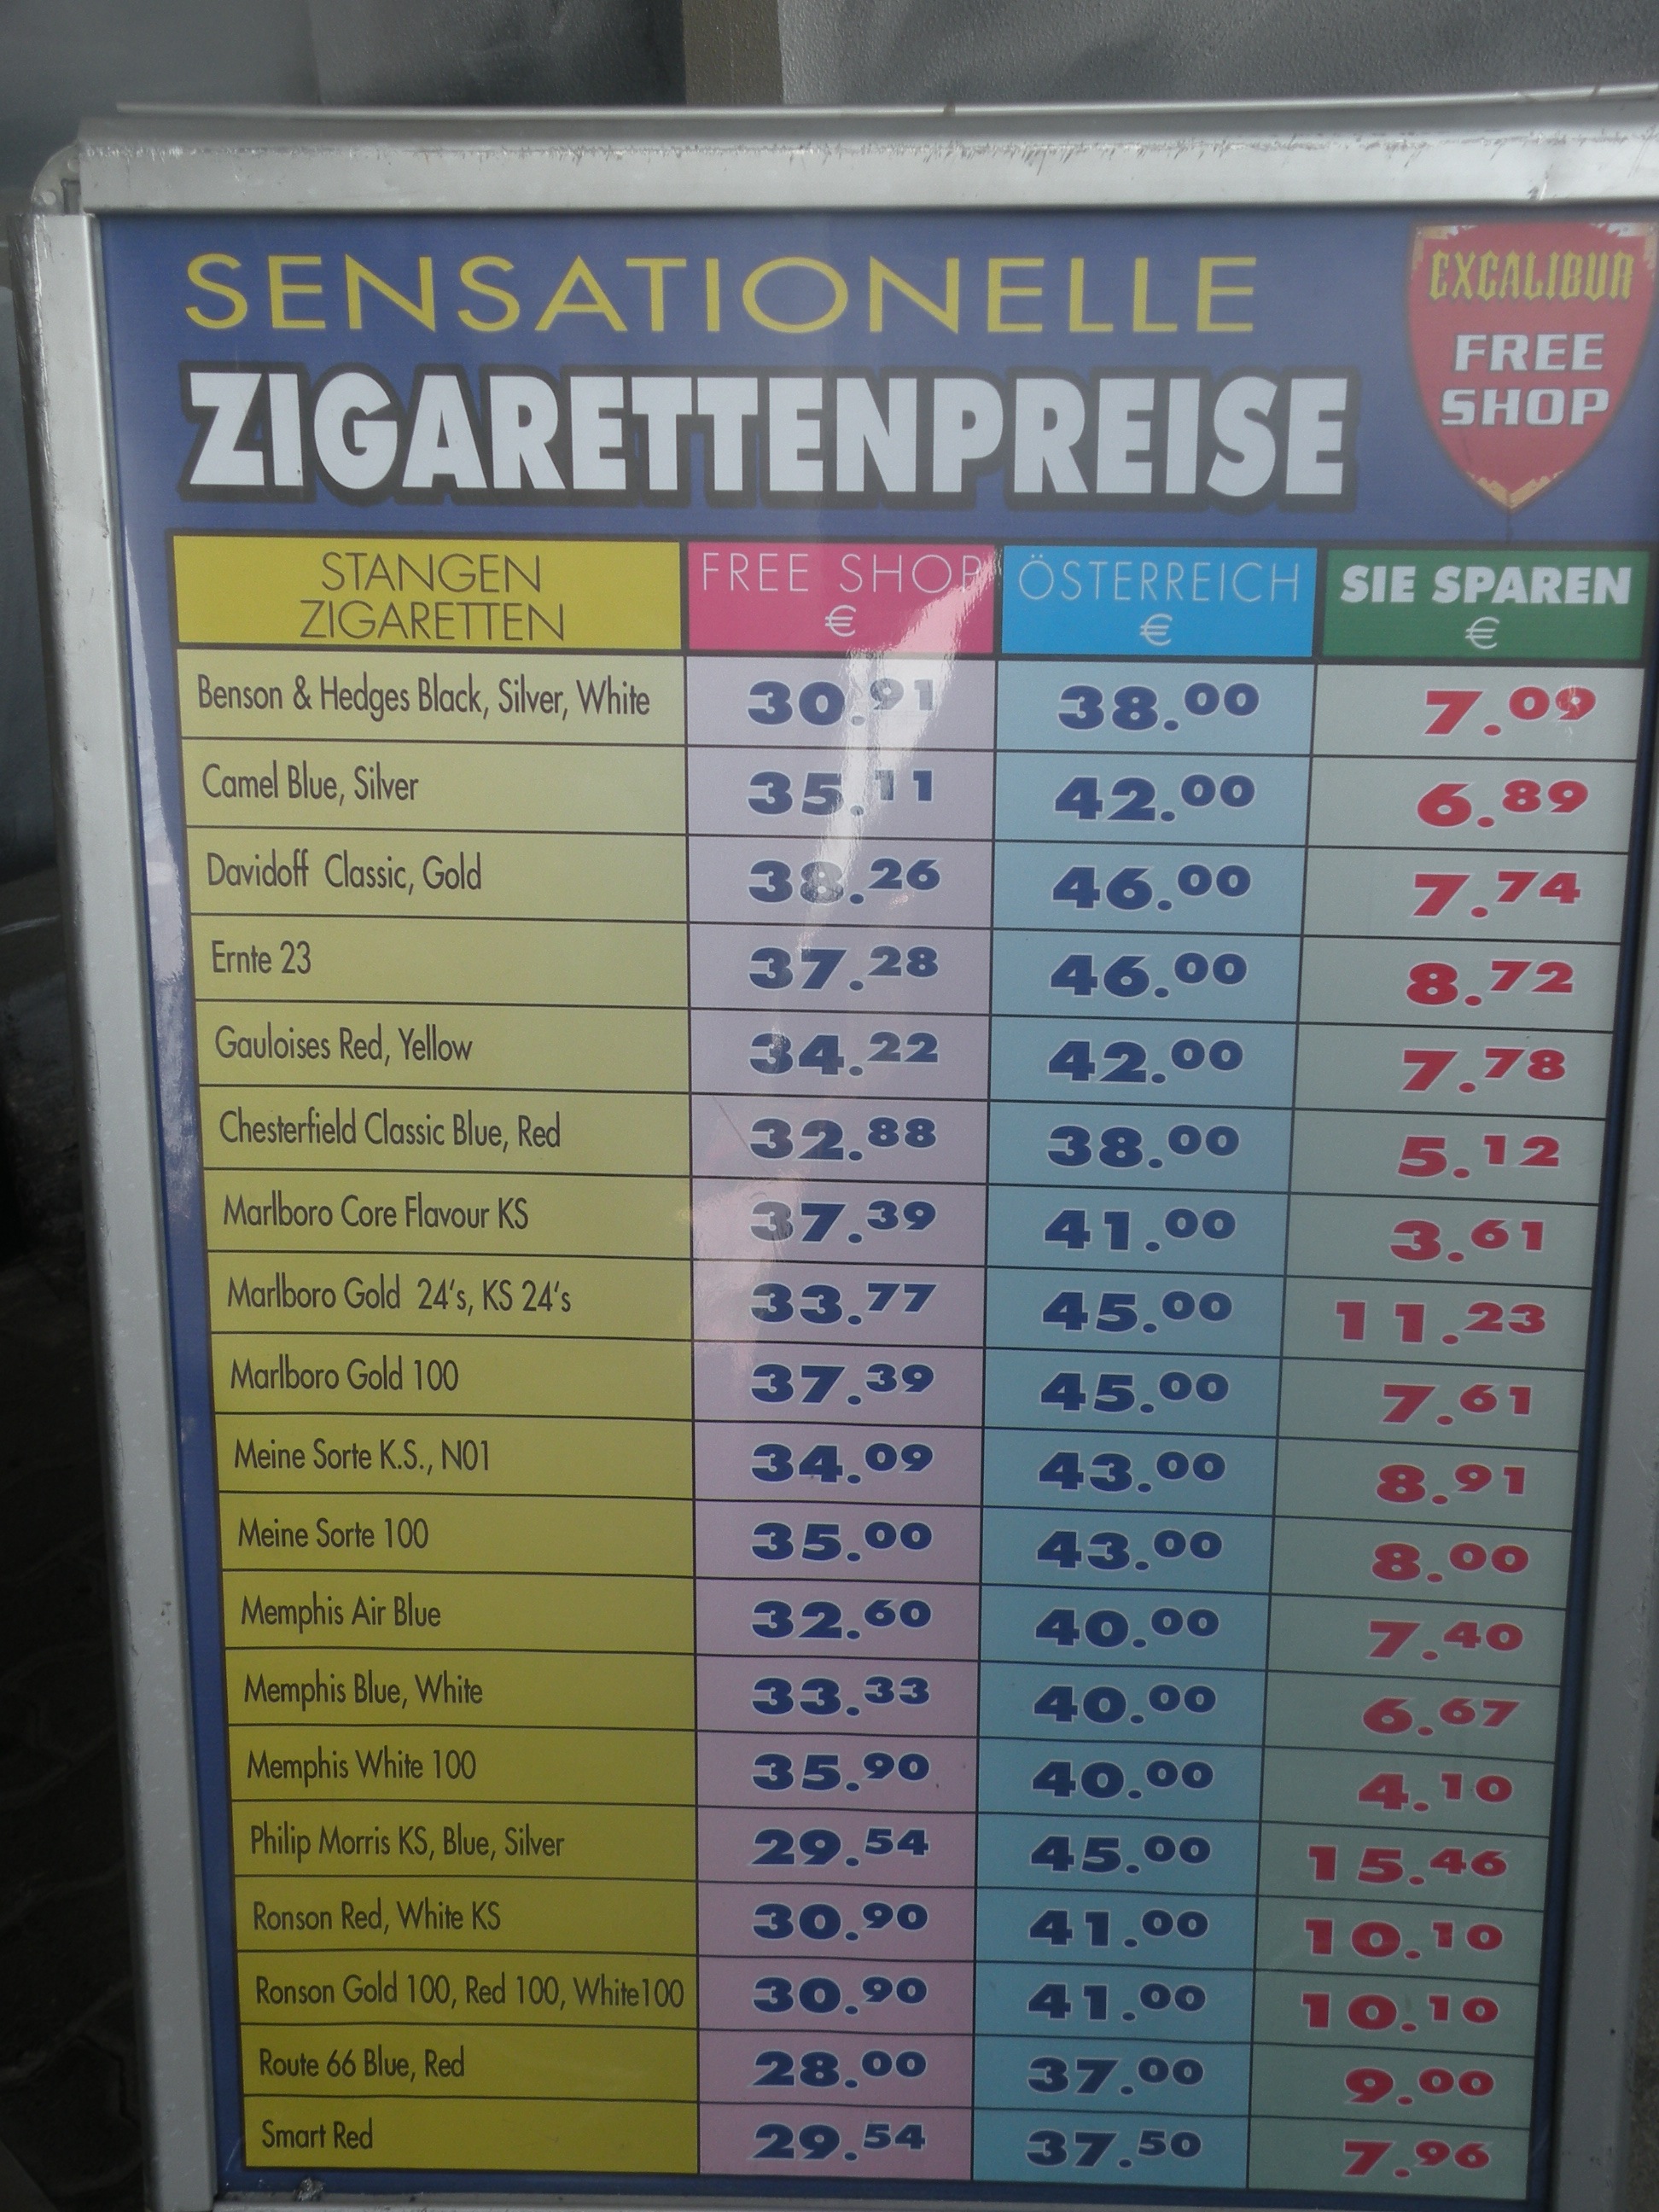 SENSATIONELLE
ZIGARETTENPREISE
EXCALIBUR
FREE
SHOP
STANGEN
ZIGARETTEN
FREE SHOP
€
ÖSTERREICH
€
SIE SPAREN
€
Benson & Hedges Black, Silver, White 30.91 38.00 7.09
Camel Blue, Silver 35.11 42.00 6.89
Davidoff Classic, Gold 38.26 46.00 7.74
Ernte 23 37.28 46.00 8.72
Gauloises Red, Yellow 34.22 42.00 7.78
Chesterfield Classic Blue, Red 32.88 38.00 5.12
Marlboro Core Flavour KS 37.39 41.00 3.61
Marlboro Gold 24's, KS 24's 33.77 45.00 11.23
Marlboro Gold 100 37.39 45.00 7.61
Meine Sorte K.S., N01 34.09 43.00 8.91
Meine Sorte 100 35.00 43.00 8.00
Memphis Air Blue 32.60 40.00 7.40
Memphis Blue, White 33.33 40.00 6.67
Memphis White 100 35.90 40.00 4.10
Philip Morris KS, Blue, Silver 29.54 45.00 15.46
Ronson Red, White KS 30.90 41.00 10.10
Ronson Gold 100, Red 100, White100 30.90 41.00 10.10
Route 66 Blue, Red 28.00 37.00 9.00
Smart Red 29.54 37.50 7.96